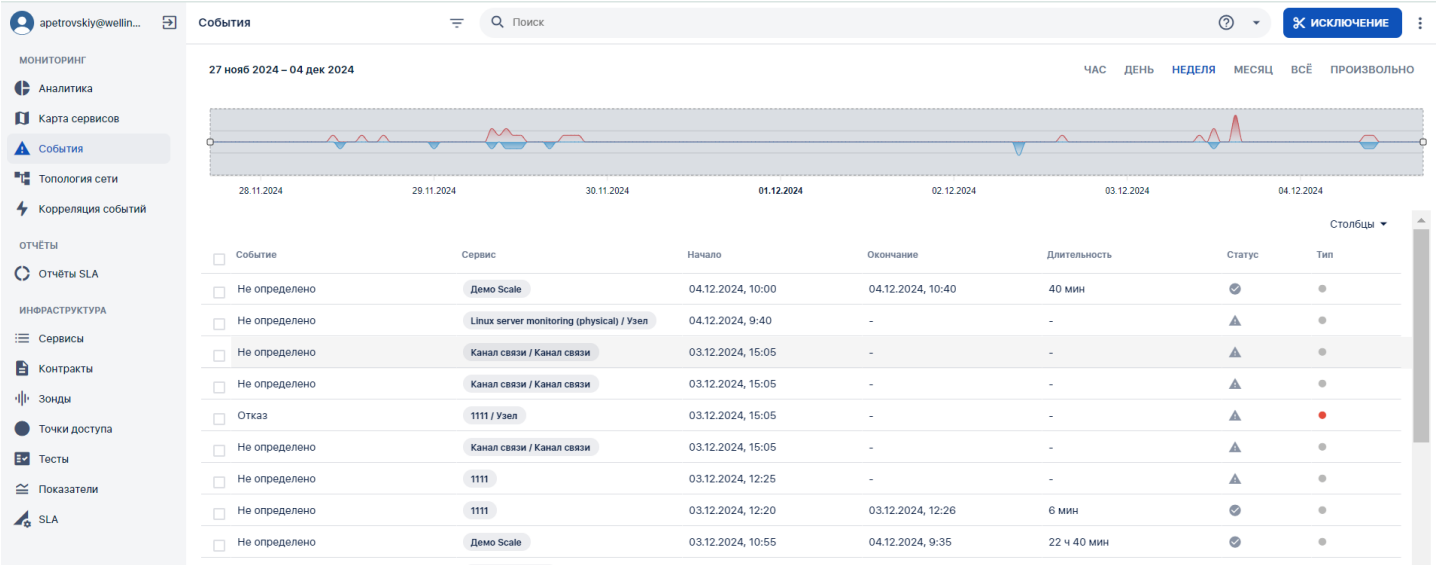 apetrovskiy@wellin...
События
Поиск
ИСКЛЮЧЕНИЕ
МОНИТОРИНГ
Аналитика
Карта сервисов
События
Топология сети
Корреляция событий
ОТЧЁТЫ
Отчёты SLA
ИНФРАСТРУКТУРА
Сервисы
Контракты
Зонды
Точки доступа
Тесты
Показатели
SLA
27 нояб 2024 – 04 дек 2024
ЧАС ДЕНЬ НЕДЕЛЯ МЕСЯЦ ВСЁ ПРОИЗВОЛЬНО
28.11.2024 29.11.2024 30.11.2024 01.12.2024 02.12.2024 03.12.2024 04.12.2024
Столбцы
Событие Сервис Начало Окончание Длительность Статус Тип
Не определено Демо Scale 04.12.2024, 10:00 04.12.2024, 10:40 40 мин
Не определено Linux server monitoring (physical) / Узел 04.12.2024, 9:40 - -
Не определено Канал связи / Канал связи 03.12.2024, 15:05 - -
Не определено Канал связи / Канал связи 03.12.2024, 15:05 - -
Отказ 1111 / Узел 03.12.2024, 15:05 - -
Не определено Канал связи / Канал связи 03.12.2024, 15:05 - -
Не определено 1111 03.12.2024, 12:25 - -
Не определено 1111 03.12.2024, 12:20 03.12.2024, 12:26 6 мин
Не определено Демо Scale 03.12.2024, 10:55 04.12.2024, 9:35 22 ч 40 мин